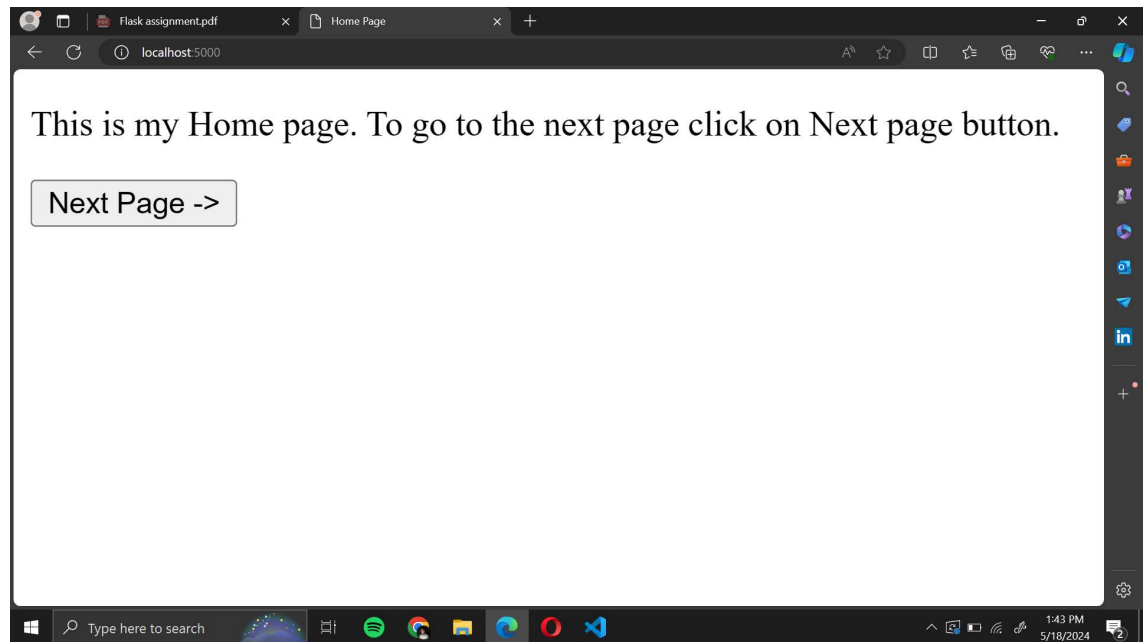 Flask assignment.pdf
Home Page
localhost:5000
This is my Home page. To go to the next page click on Next page button.
Next Page ->
Type here to search
1:43 PM
5/18/2024
2